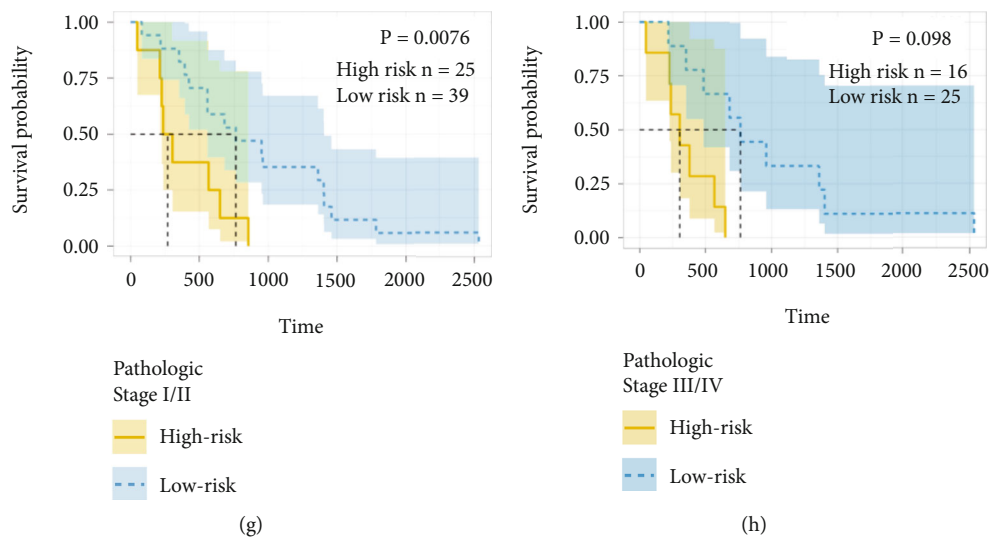 1.00
0.75
0.50
0.25
0.00
Survival probability
P = 0.0076
High risk n = 25
Low risk n = 39
0 500 1000 1500 2000 2500
Time
Pathologic
Stage I/II
High-risk
Low-risk
(g)
1.00
0.75
0.50
0.25
0.00
Survival probability
P = 0.098
High risk n = 16
Low risk n = 25
0 500 1000 1500 2000 2500
Time
Pathologic
Stage III/IV
High-risk
Low-risk
(h)